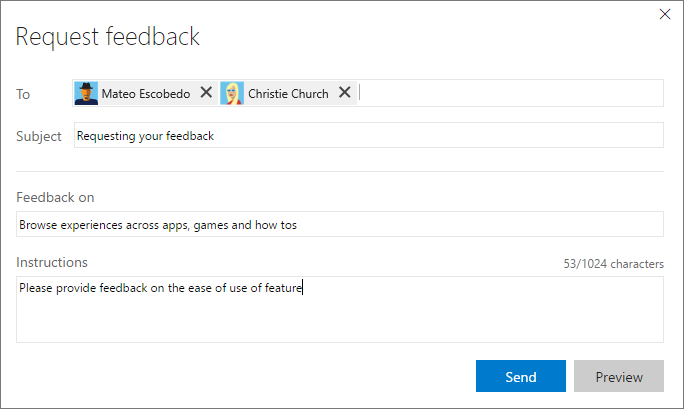 Request feedback
To Mateo Escobedo Christie Church
Subject Requesting your feedback
Feedback on
Browse experiences across apps, games and how tos
Instructions 53/1024 characters
Please provide feedback on the ease of use of feature
Send Preview